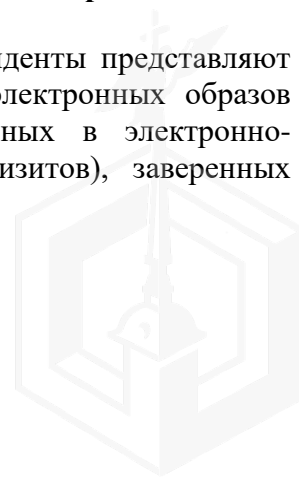 иденты представляют
электронных образов
ных в электронно-
изитов), заверенных